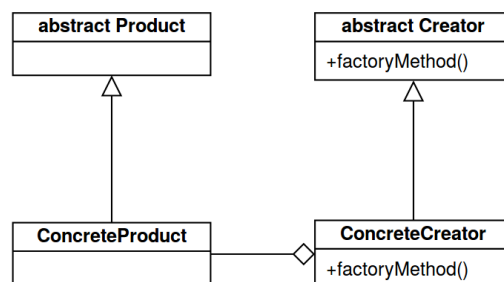 abstract Product
abstract Creator
+factoryMethod()
ConcreteProduct
ConcreteCreator
+factoryMethod()